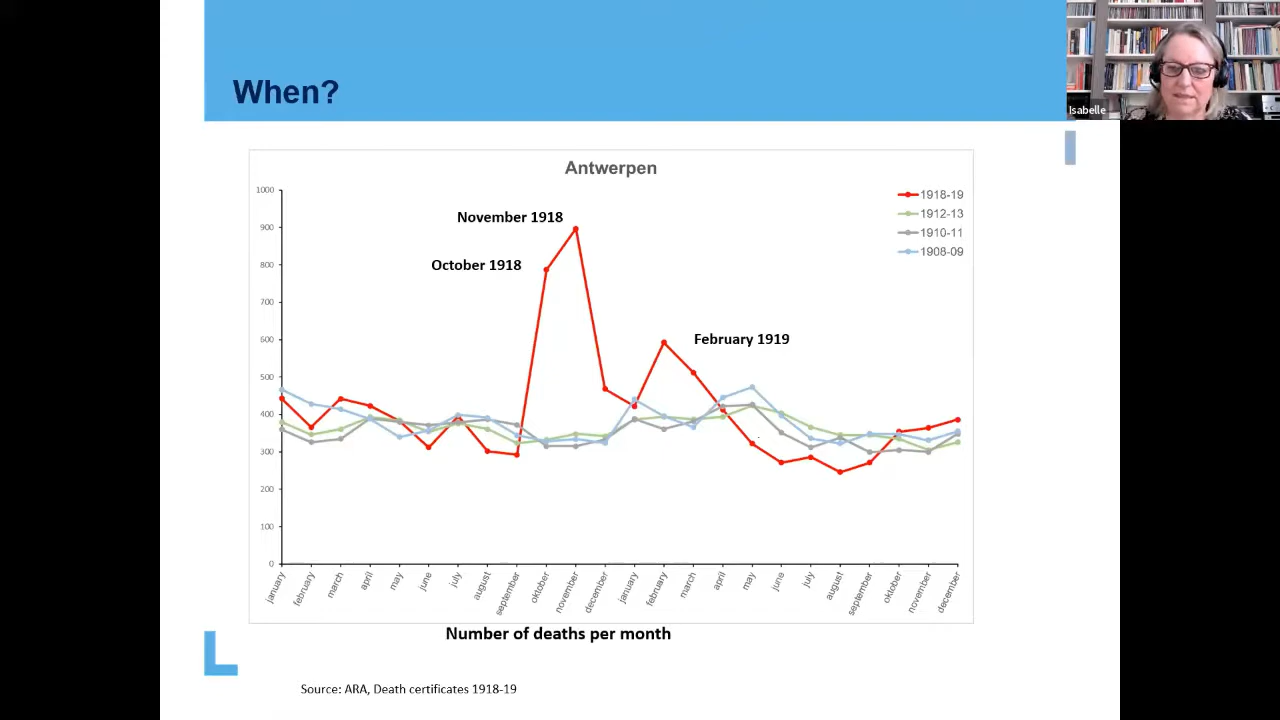 When?
Isabelle
Antwerpen
1000
900
800
700
600
500
400
300
200
100
0
November 1918
October 1918
February 1919
1918-19
1912-13
1910-11
1908-09
january
february
march
april
may
june
july
august
september
oktober
november
december
january
february
march
april
may
june
july
august
september
oktober
november
december
Number of deaths per month
Source: ARA, Death certificates 1918-19